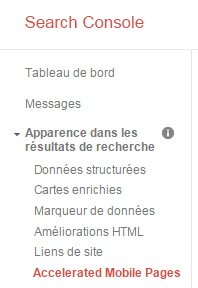 Search Console
Tableau de bord
Messages
Apparence dans les
résultats de recherche
Données structurées
Cartes enrichies
Marqueur de données
Améliorations HTML
Liens de site
Accelerated Mobile Pages